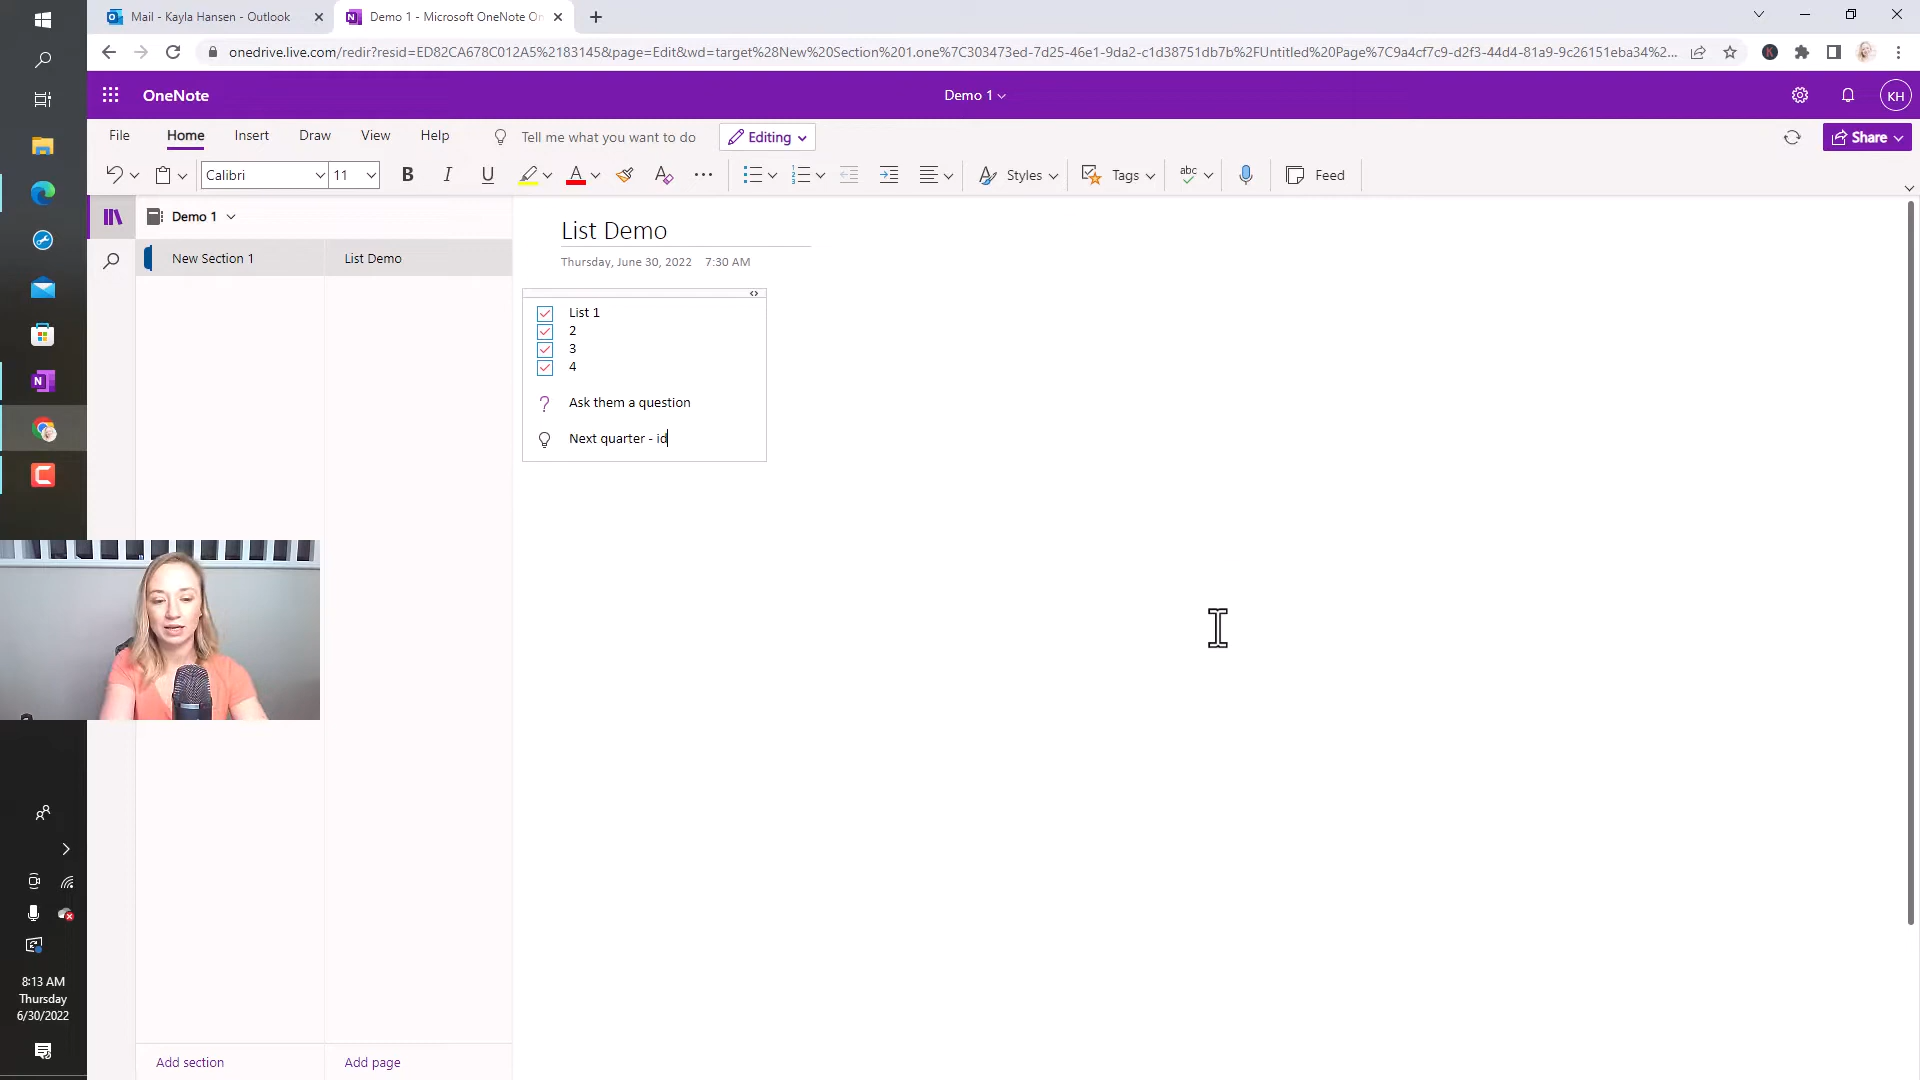 Mail - Kayla Hansen - Outlook
Demo 1 - Microsoft OneNote On
onedrive.live.com/redir?resid=ED82CA678C012A5%2183145&page=Edit&wd=target%28New%20Section%201.one%7C303473ed-7d25-46e1-9da2-c1d38751db7b%2FUntitled%20Page%7C9a4cf7c9-d2f3-44d4-81a9-9c26151eba34%2...
K
OneNote
Demo 1
KH
File
Home
Insert
Draw
View
Help
Tell me what you want to do
Editing
Share
Calibri
11
B
I
U
A
A
Styles
Tags
abc
Feed
Demo 1
New Section 1
List Demo
List Demo
Thursday, June 30, 2022 7:30 AM
List 1
2
3
4
? Ask them a question
Next quarter - id
N
8:13 AM
Thursday
6/30/2022
Add section
Add page